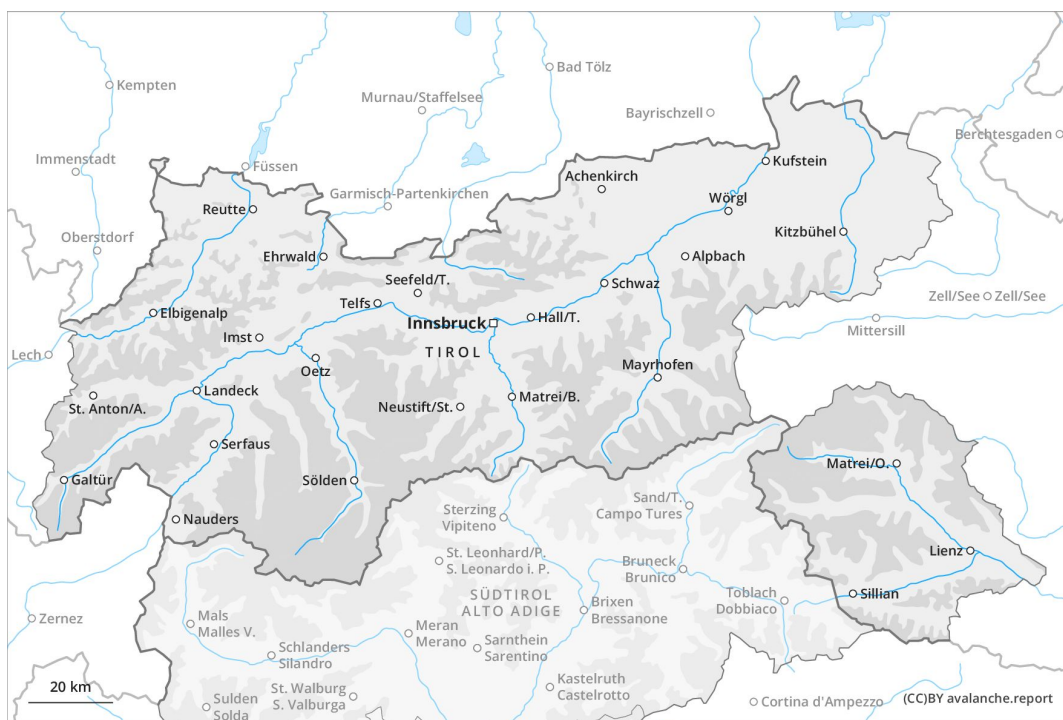 Kempten
Bad Tölz
Murnau/Staffelsee
Bayrischzell
Berchtesgaden
Immenstadt
Füssen
Kufstein
Achenkirch
Garmisch-Partenkirchen
Wörgl
Reutte
Kitzbühel
Oberstdorf
Ehrwald
Alpbach
Seefeld/T.
Schwaz
Zell/See
Zell/See
Telfs
Elbigenalp
Innsbruck
Hall/T.
Mittersill
Imst
TIROL
Lech
Oetz
Mayrhofen
Landeck
St. Anton/A.
Neustift/St.
Matrei/B.
Serfaus
Matrei/O.
Galtür
Sölden
Sand/T.
Campo Tures
Nauders
Sterzing
Vipiteno
Lienz
St. Leonhard/P.
S. Leonardo i. P.
Bruneck
Brunico
SÜDTIROL
ALTO ADIGE
Sillian
Toblach
Dobbiaco
Brixen
Bressanone
Zernez
Mals
Malles V.
Meran
Merano
Sarnthein
Sarentino
Schlanders
Silandro
Kastelruth
Castelrotto
20 km
St. Walburg
S. Valburga
Sulden
Solda
Cortina d'Ampezzo
(CC)BY avalanche.report